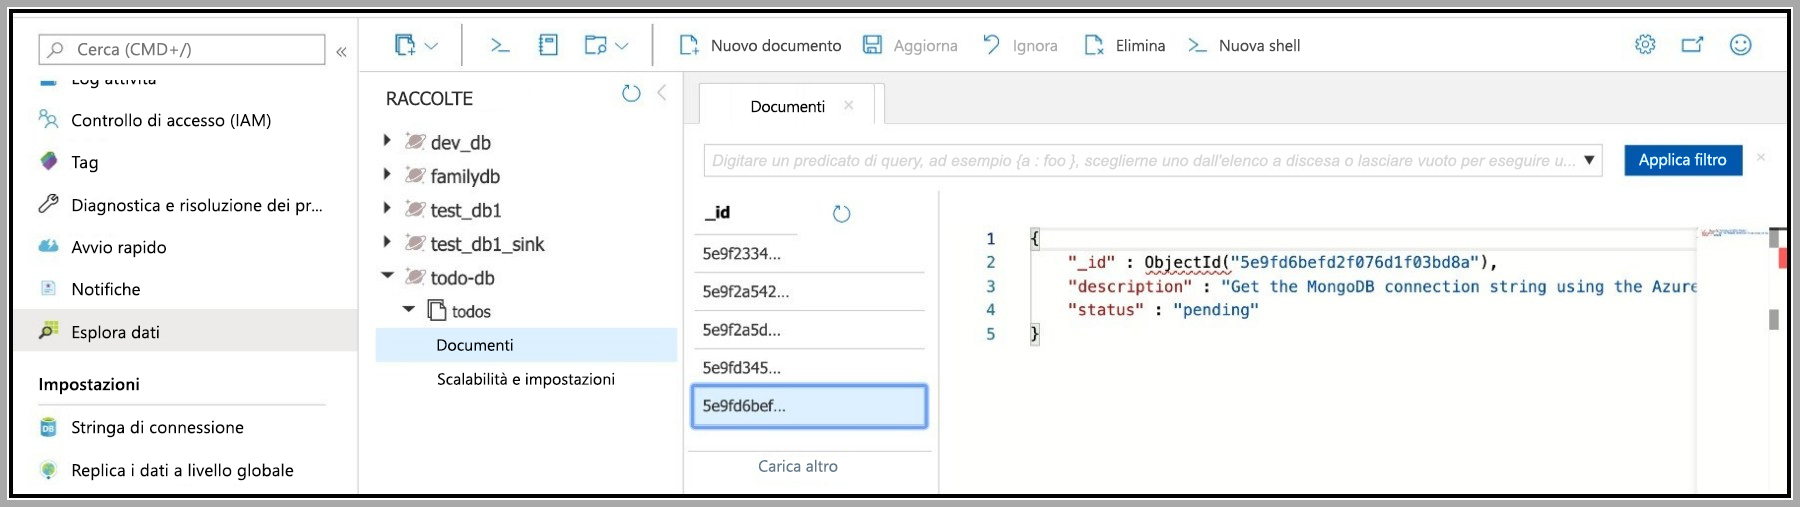 Cerca (CMD+/)
«
Log attività
Controllo di accesso (IAM)
Tag
Diagnostica e risoluzione dei pr...
Avvio rapido
Notifiche
Esplora dati
Impostazioni
Stringa di connessione
Replica i dati a livello globale
Nuovo documento
Aggiorna
Ignora
Elimina
Nuova shell
RACCOLTE
dev_db
familydb
test_db1
test_db1_sink
todo-db
todos
Documenti
Scalabilità e impostazioni
Documenti
Digitare un predicato di query, ad esempio {a : foo }, sceglierne uno dall'elenco a discesa o lasciare vuoto per eseguire u...
Applica filtro
_id
5e9f2334...
5e9f2a542...
5e9f2a5d...
5e9fd345...
5e9fd6bef...
Carica altro
1 {
2 "_id" : ObjectId("5e9fd6befd2f076d1f03bd8a"),
3 "description" : "Get the MongoDB connection string using the Azure
4 "status" : "pending"
5 }